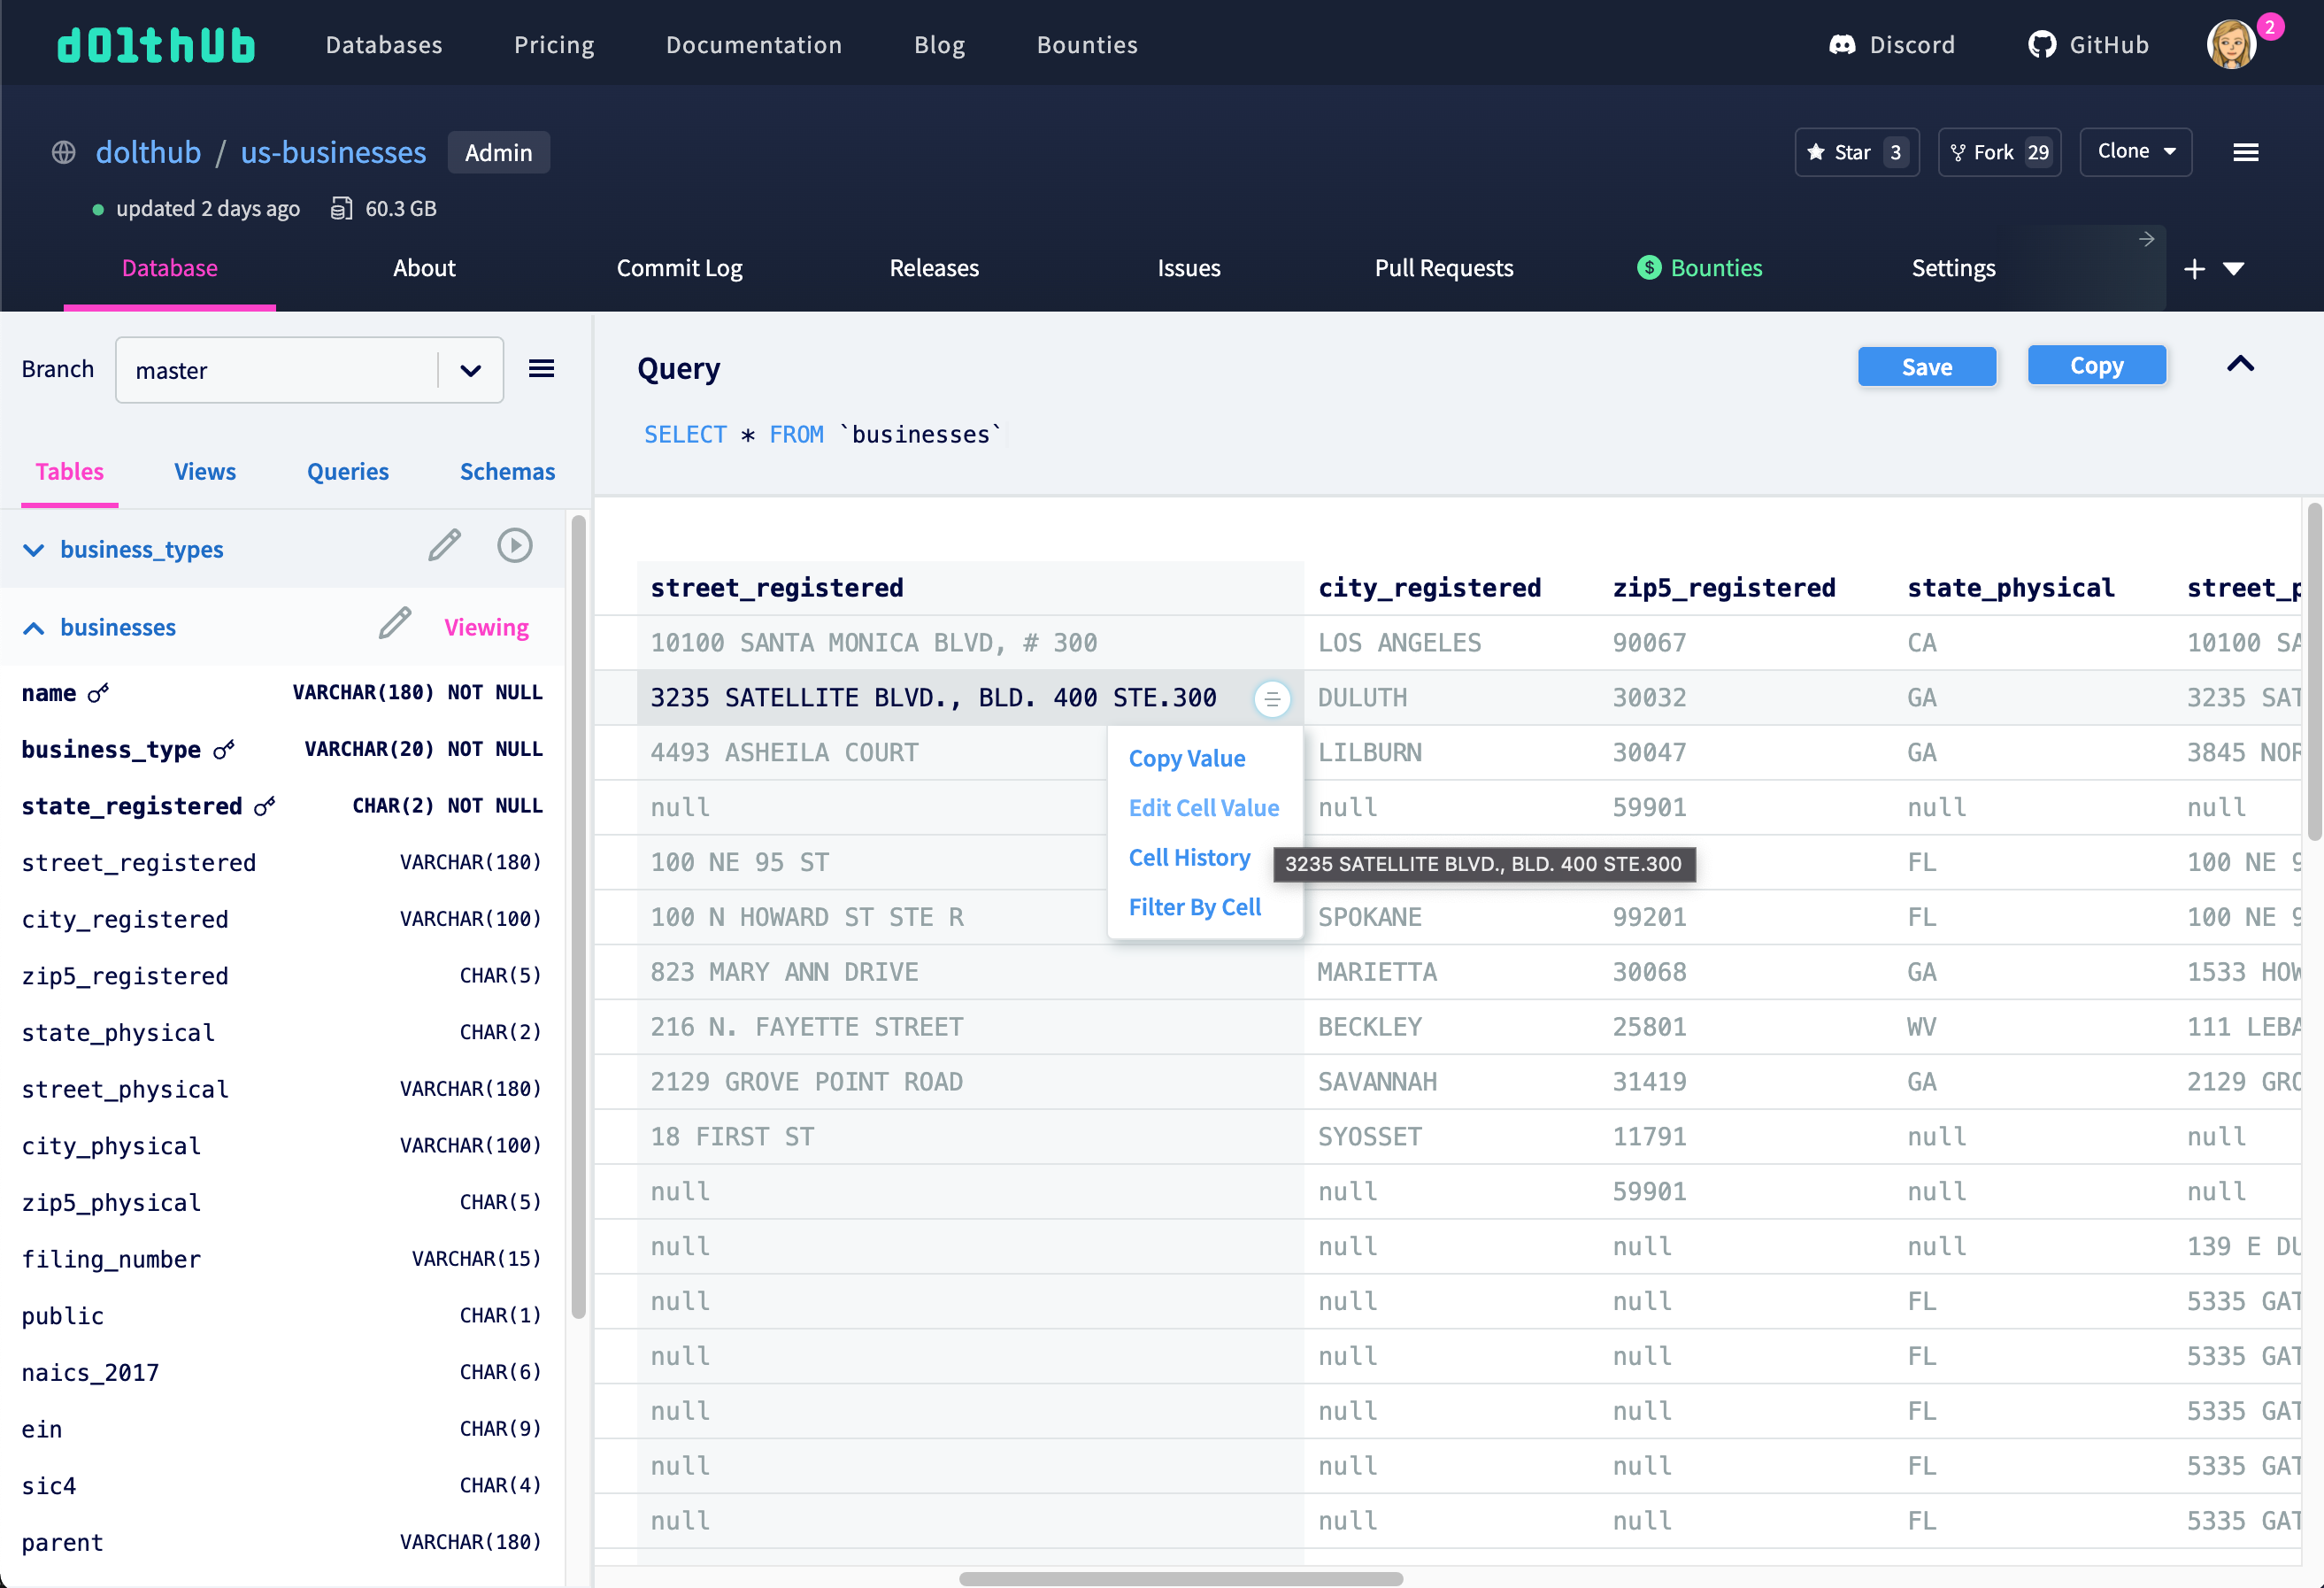 dolthub Databases Pricing Documentation Blog Bounties Discord GitHub 2
dolthub / us-businesses Admin Star 3 Fork 29 Clone
updated 2 days ago 60.3 GB
Database About Commit Log Releases Issues Pull Requests $ Bounties Settings
Branch master
Tables Views Queries Schemas
business_types
businesses Viewing
name VARCHAR(180) NOT NULL
business_type VARCHAR(20) NOT NULL
state_registered CHAR(2) NOT NULL
street_registered VARCHAR(180)
city_registered VARCHAR(100)
zip5_registered CHAR(5)
state_physical CHAR(2)
street_physical VARCHAR(180)
city_physical VARCHAR(100)
zip5_physical CHAR(5)
filing_number VARCHAR(15)
public CHAR(1)
naics_2017 CHAR(6)
ein CHAR(9)
sic4 CHAR(4)
parent VARCHAR(180)
Query Save Copy
SELECT * FROM `businesses`
street_registered city_registered zip5_registered state_physical street_p
10100 SANTA MONICA BLVD, # 300 LOS ANGELES 90067 CA 10100 SA
3235 SATELLITE BLVD., BLD. 400 STE.300 DULUTH 30032 GA 3235 SAT
4493 ASHEILA COURT LILBURN 30047 GA 3845 NOR
null null 59901 null null
100 NE 95 ST FL 100 NE 9
100 N HOWARD ST STE R SPOKANE 99201 FL 100 NE 9
823 MARY ANN DRIVE MARIETTA 30068 GA 1533 HOW
216 N. FAYETTE STREET BECKLEY 25801 WV 111 LEBA
2129 GROVE POINT ROAD SAVANNAH 31419 GA 2129 GRO
18 FIRST ST SYOSSET 11791 null null
null null 59901 null null
null null null null 139 E DU
null null null FL 5335 GAT
null null null FL 5335 GAT
null null null FL 5335 GAT
null null null FL 5335 GAT
null null null FL 5335 GAT
Copy Value
Edit Cell Value
Cell History
Filter By Cell
3235 SATELLITE BLVD., BLD. 400 STE.300